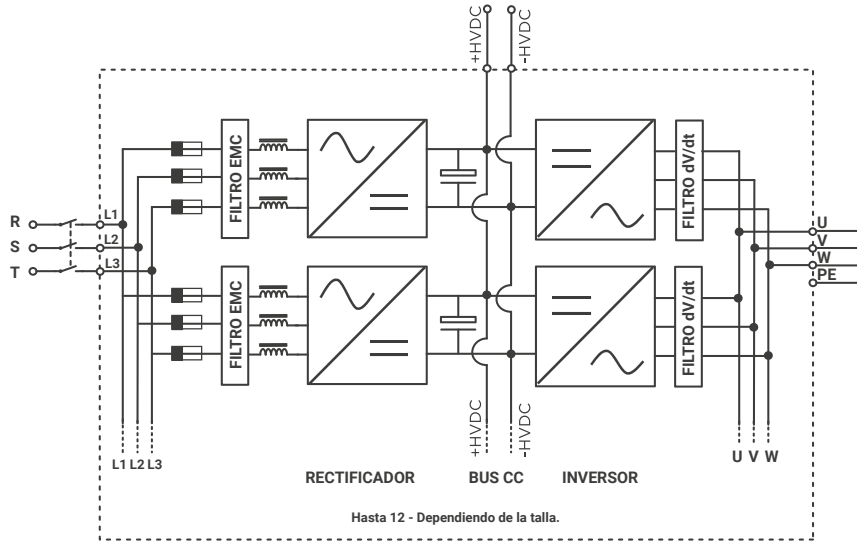 +HVDC
-HVDC
FILTRO EMC
FILTRO dV/dt
R
S
T
L1
L2
L3
U
V
W
PE
FILTRO EMC
FILTRO dV/dt
+HVDC
-HVDC
L1 L2 L3
U V W
RECTIFICADOR
BUS CC
INVERSOR
Hasta 12 - Dependiendo de la talla.